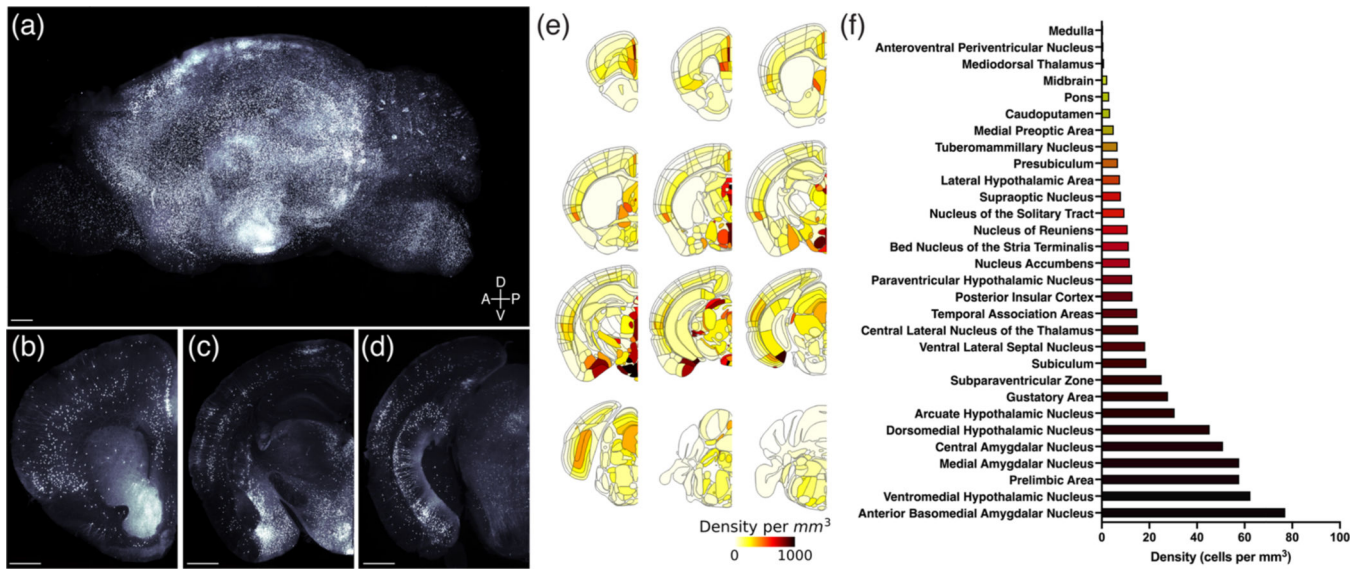 (a)
D
A P
V
(b)
(c)
(d)
(e)
Density per mm³
0 1000
(f)
Medulla
Anteroventral Periventricular Nucleus
Mediodorsal Thalamus
Midbrain
Pons
Caudoputamen
Medial Preoptic Area
Tuberomammillary Nucleus
Presubiculum
Lateral Hypothalamic Area
Supraoptic Nucleus
Nucleus of the Solitary Tract
Nucleus of Reuniens
Bed Nucleus of the Stria Terminalis
Nucleus Accumbens
Paraventricular Hypothalamic Nucleus
Posterior Insular Cortex
Temporal Association Areas
Central Lateral Nucleus of the Thalamus
Ventral Lateral Septal Nucleus
Subiculum
Subparaventricular Zone
Gustatory Area
Arcuate Hypothalamic Nucleus
Dorsomedial Hypothalamic Nucleus
Central Amygdalar Nucleus
Medial Amygdalar Nucleus
Prelimbic Area
Ventromedial Hypothalamic Nucleus
Anterior Basomedial Amygdalar Nucleus
0 20 40 60 80 100
Density (cells per mm³)